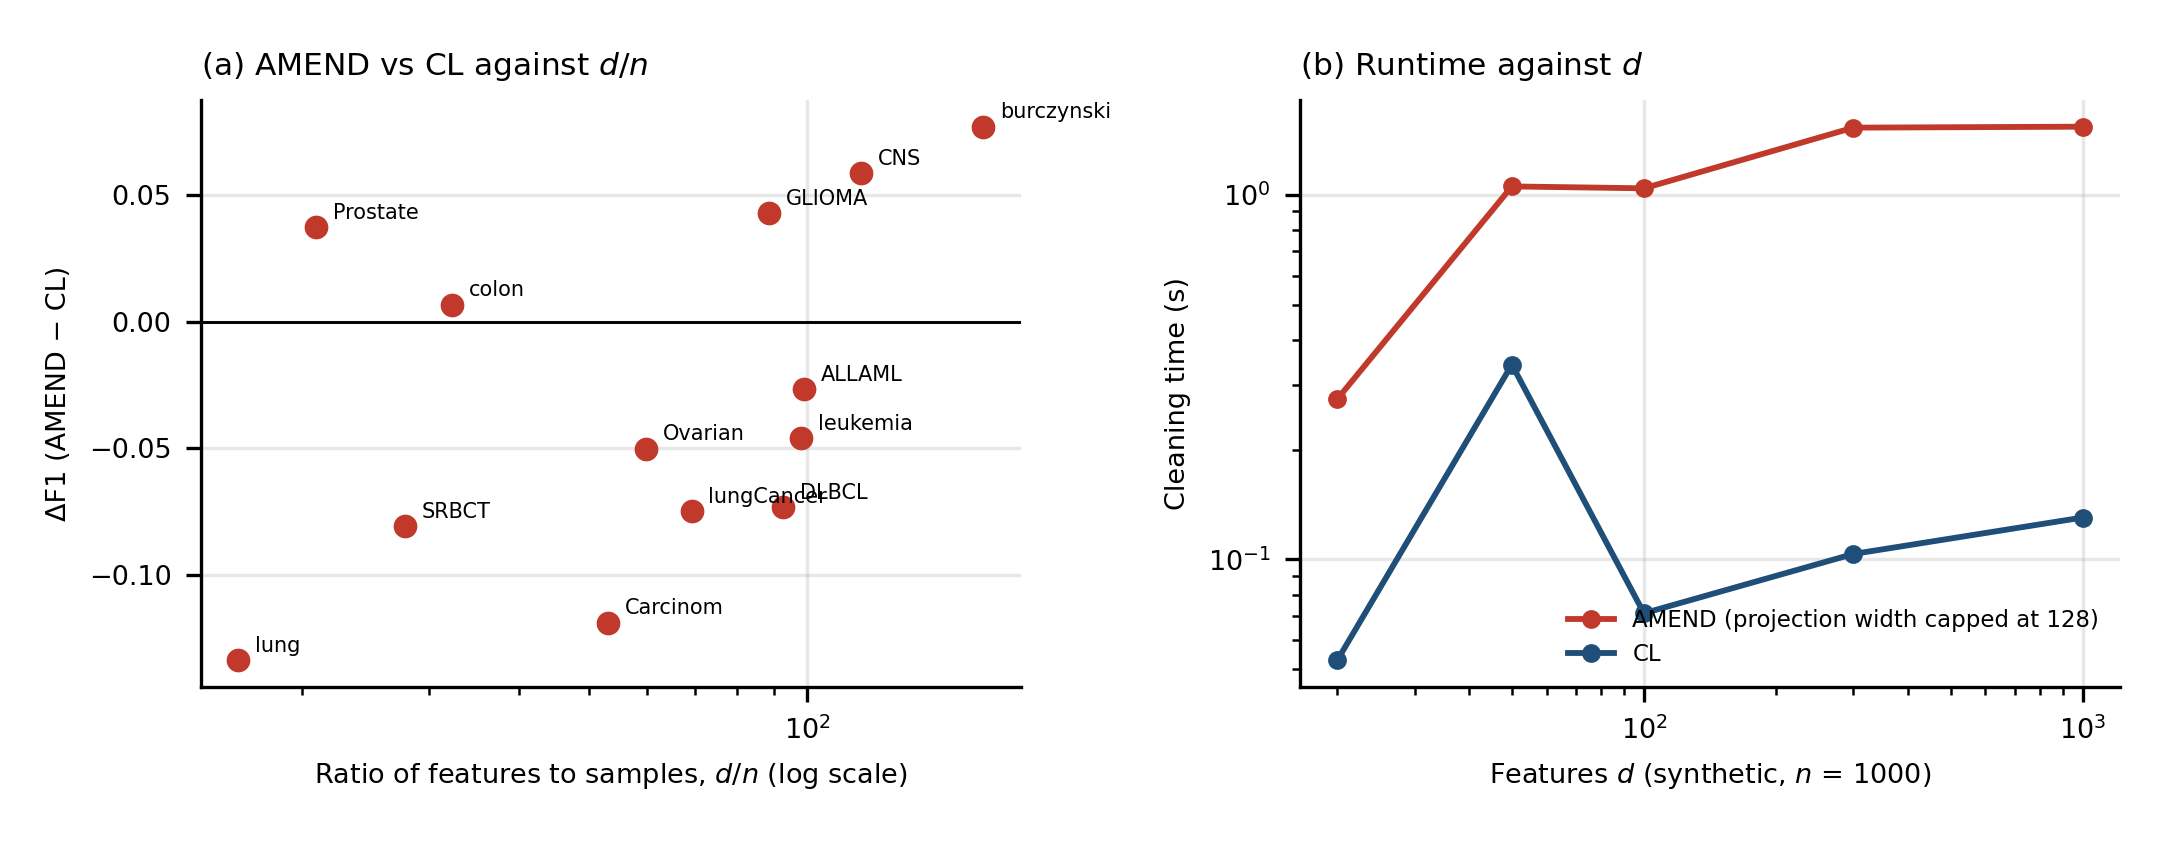 (a) AMEND vs CL against d/n
burczynski
CNS
GLIOMA
Prostate
colon
ALLAML
leukemia
Ovarian
lungCancer
DLBCL
SRBCT
Carcinom
lung
0.05
0.00
−0.05
−0.10
ΔF1 (AMEND − CL)
10²
Ratio of features to samples, d/n (log scale)
(b) Runtime against d
10⁰
10⁻¹
Cleaning time (s)
AMEND (projection width capped at 128)
CL
10²
10³
Features d (synthetic, n = 1000)